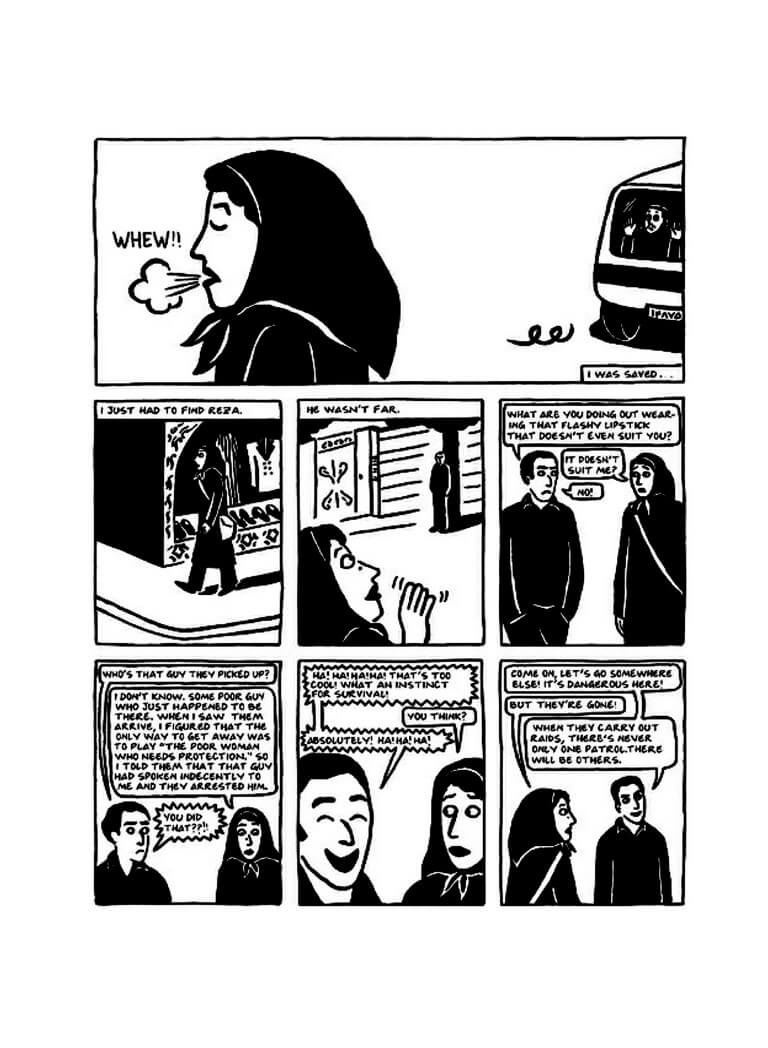 WHEW!!
I WAS SAVED...
I JUST HAD TO FIND REZA.
HE WASN'T FAR.
WHAT ARE YOU DOING OUT WEAR-
ING THAT FLASHY LIPSTICK
THAT DOESN'T EVEN SUIT YOU?
IT DOESN'T
SUIT ME?
NO!
WHO'S THAT GUY THEY PICKED UP?
I DON'T KNOW. SOME POOR GUY
WHO JUST HAPPENED TO BE
THERE. WHEN I SAW THEM
ARRIVE, I FIGURED THAT THE
ONLY WAY TO GET AWAY WAS
TO PLAY "THE POOR WOMAN
WHO NEEDS PROTECTION." SO
I TOLD THEM THAT THAT GUY
HAD SPOKEN INDECENTLY TO
ME AND THEY ARRESTED HIM.
YOU DID
THAT??!!
HA! HA! HA! HA! THAT'S TOO
COOL! WHAT AN INSTINCT
FOR SURVIVAL!
YOU THINK?
ABSOLUTELY! HA! HA! HA!
COME ON, LET'S GO SOMEWHERE
ELSE! IT'S DANGEROUS HERE!
BUT THEY'RE GONE!
WHEN THEY CARRY OUT
RAIDS, THERE'S NEVER
ONLY ONE PATROL.THERE
WILL BE OTHERS.